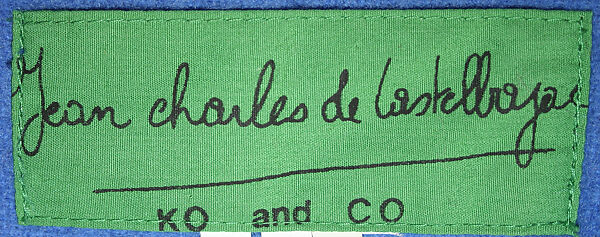 Jean charles de Castelbajac
KO and CO